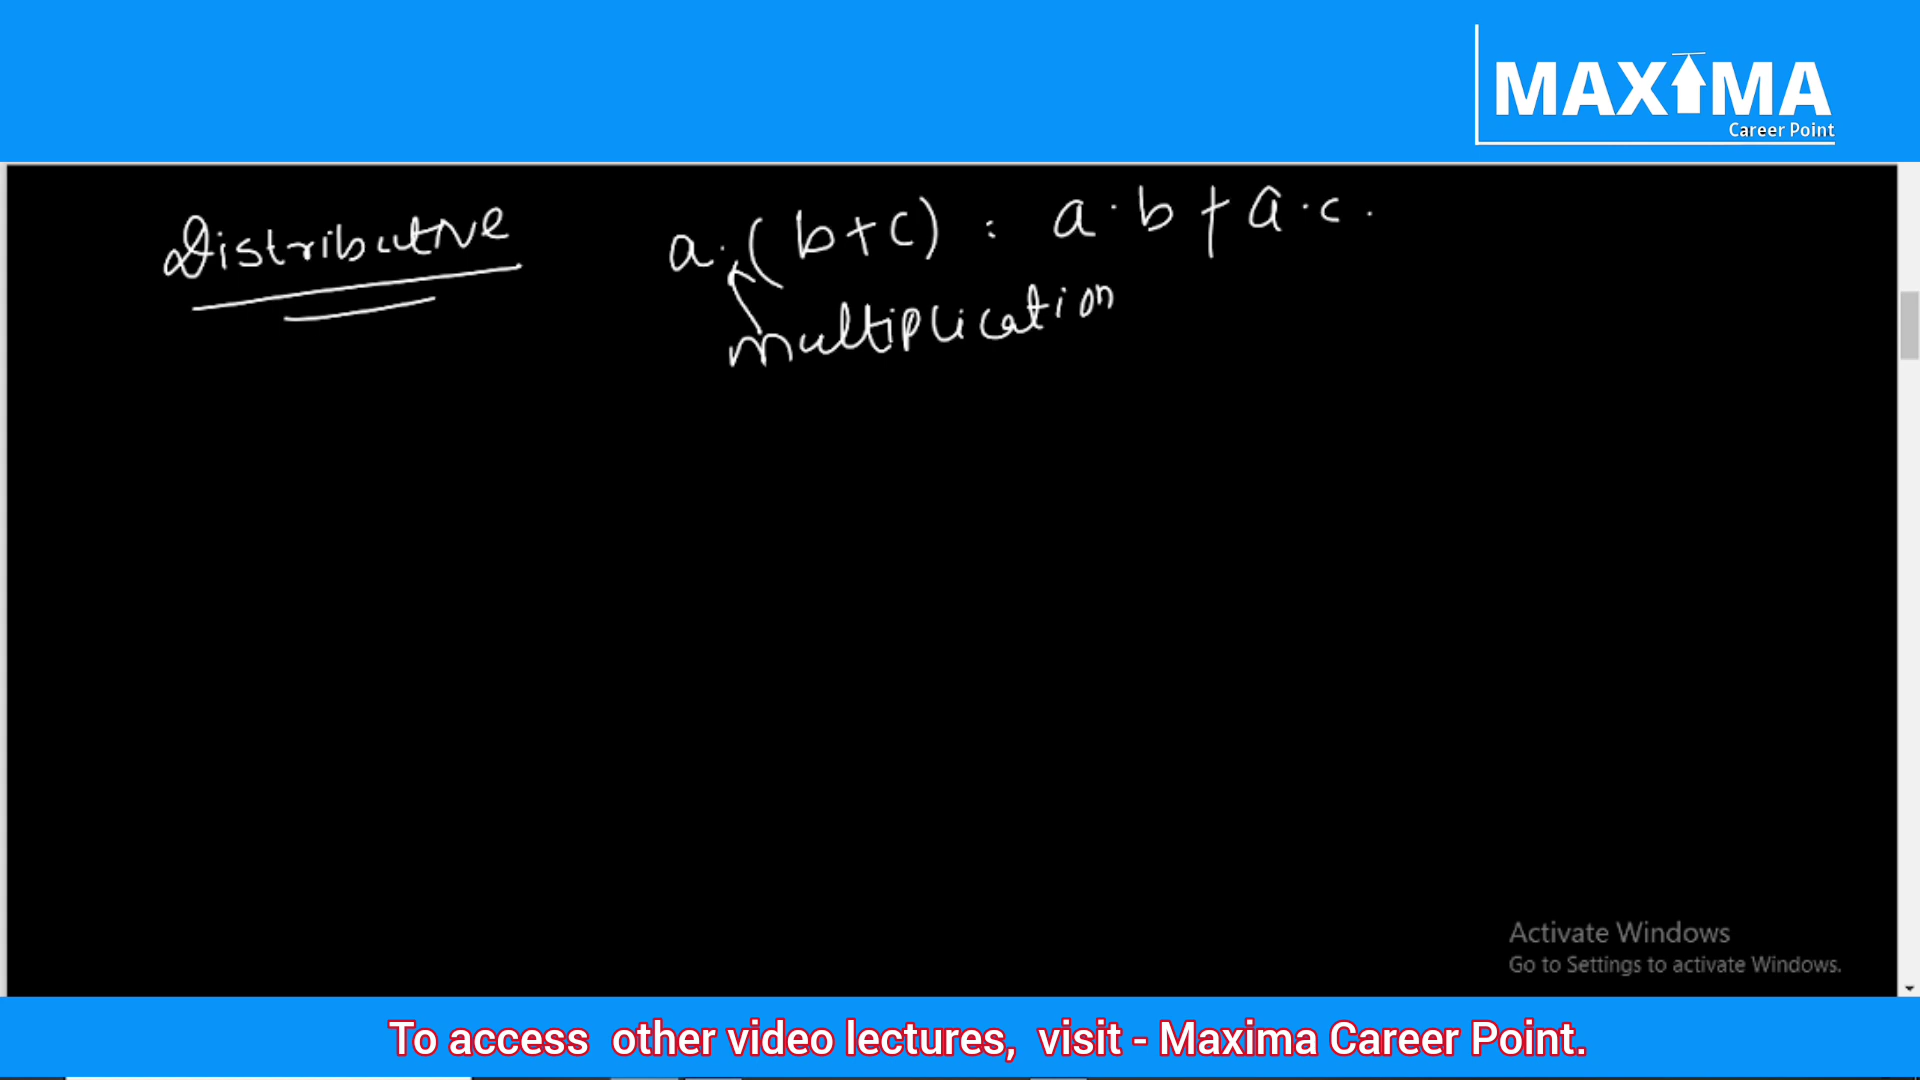 MAXIMA
Career Point
Distributive a.(b+c) = a.b + a.c.
multiplication
Activate Windows
Go to Settings to activate Windows.
To access other video lectures, visit - Maxima Career Point.